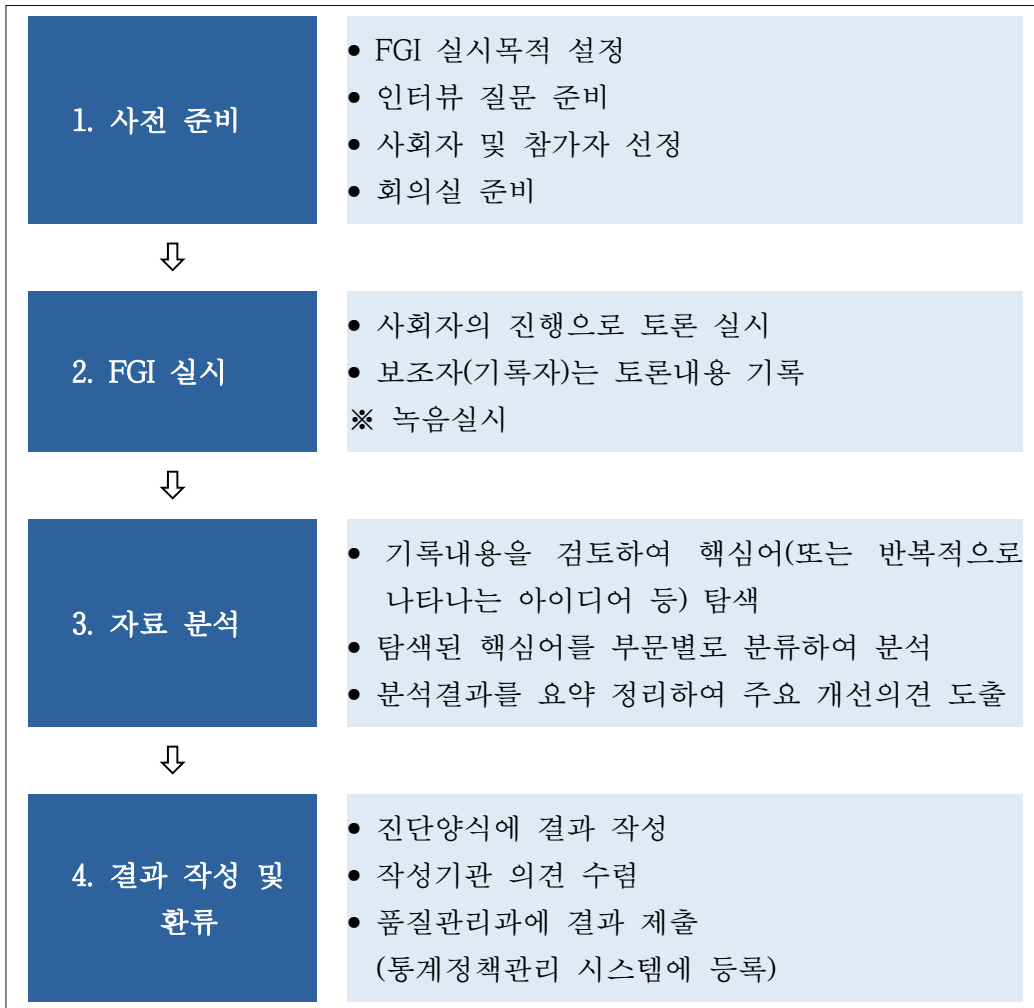 1. 사전 준비
• FGI 실시목적 설정
• 인터뷰 질문 준비
• 사회자 및 참가자 선정
• 회의실 준비
⇩
2. FGI 실시
• 사회자의 진행으로 토론 실시
• 보조자(기록자)는 토론내용 기록
※ 녹음실시
⇩
3. 자료 분석
• 기록내용을 검토하여 핵심어(또는 반복적으로
나타나는 아이디어 등) 탐색
• 탐색된 핵심어를 부문별로 분류하여 분석
• 분석결과를 요약 정리하여 주요 개선의견 도출
⇩
4. 결과 작성 및
환류
• 진단양식에 결과 작성
• 작성기관 의견 수렴
• 품질관리과에 결과 제출
(통계정책관리 시스템에 등록)